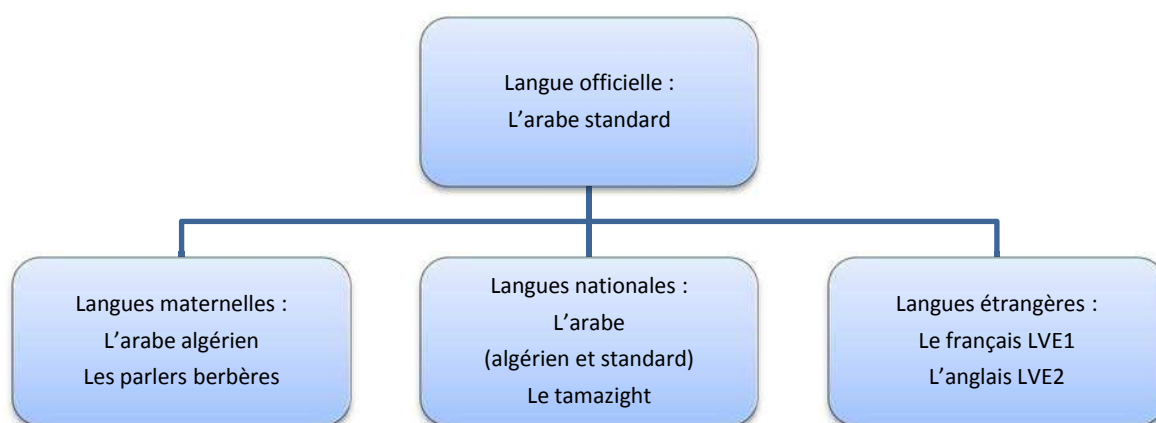 Langue officielle :
L’arabe standard
Langues maternelles :
L’arabe algérien
Les parlers berbères
Langues nationales :
L’arabe
(algérien et standard)
Le tamazight
Langues étrangères :
Le français LVE1
L’anglais LVE2